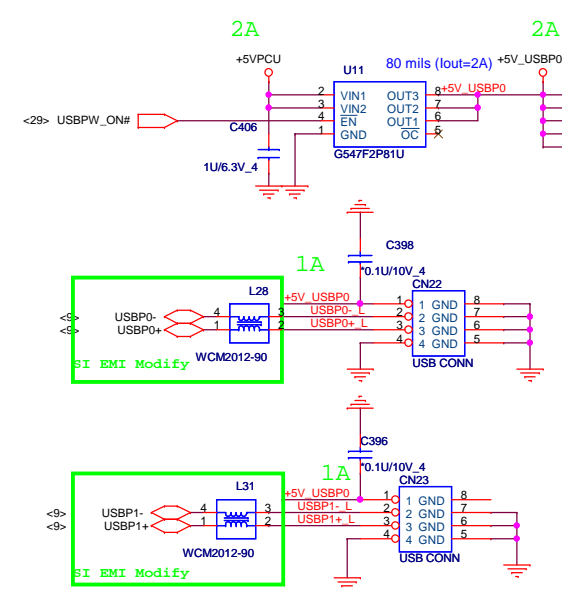 2A
2A
+5VPCU
U11
80 mils (Iout=2A)
+5V_USBP0
2 VIN1 OUT3 8 +5V_USBP0
3 VIN2 OUT2 7
<29> USBPW_ON# 4 EN OUT1 6
1 GND OC 5
C406
G547F2P81U
1U/6.3V_4
C398
1A
*0.1U/10V_4
CN22
L28
+5V_USBP0 1 1 GND 8
<9> USBP0- 4 3 USBP0-_L 2 2 GND 7
<9> USBP0+ 1 2 USBP0+_L 3 3 GND 6
4 4 GND 5
WCM2012-90
USB CONN
SI EMI Modify
C396
1A
*0.1U/10V_4
CN23
L31
+5V_USBP0 1 1 GND 8
<9> USBP1- 4 3 USBP1-_L 2 2 GND 7
<9> USBP1+ 1 2 USBP1+_L 3 3 GND 6
4 4 GND 5
WCM2012-90
USB CONN
SI EMI Modify